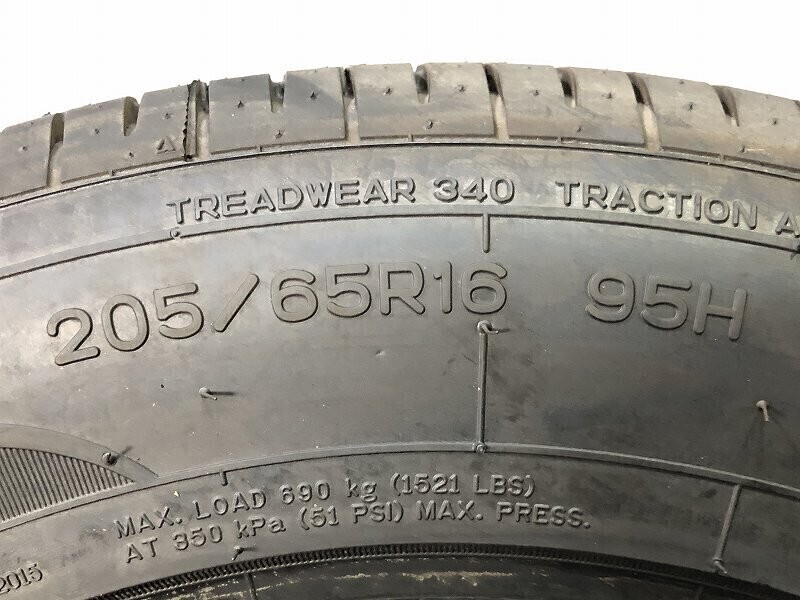 TREADWEAR 340 TRACTION A
205/65R16 95H
MAX. LOAD 690 kg (1521 LBS)
AT 350 kPa (51 PSI) MAX. PRESS.
2015